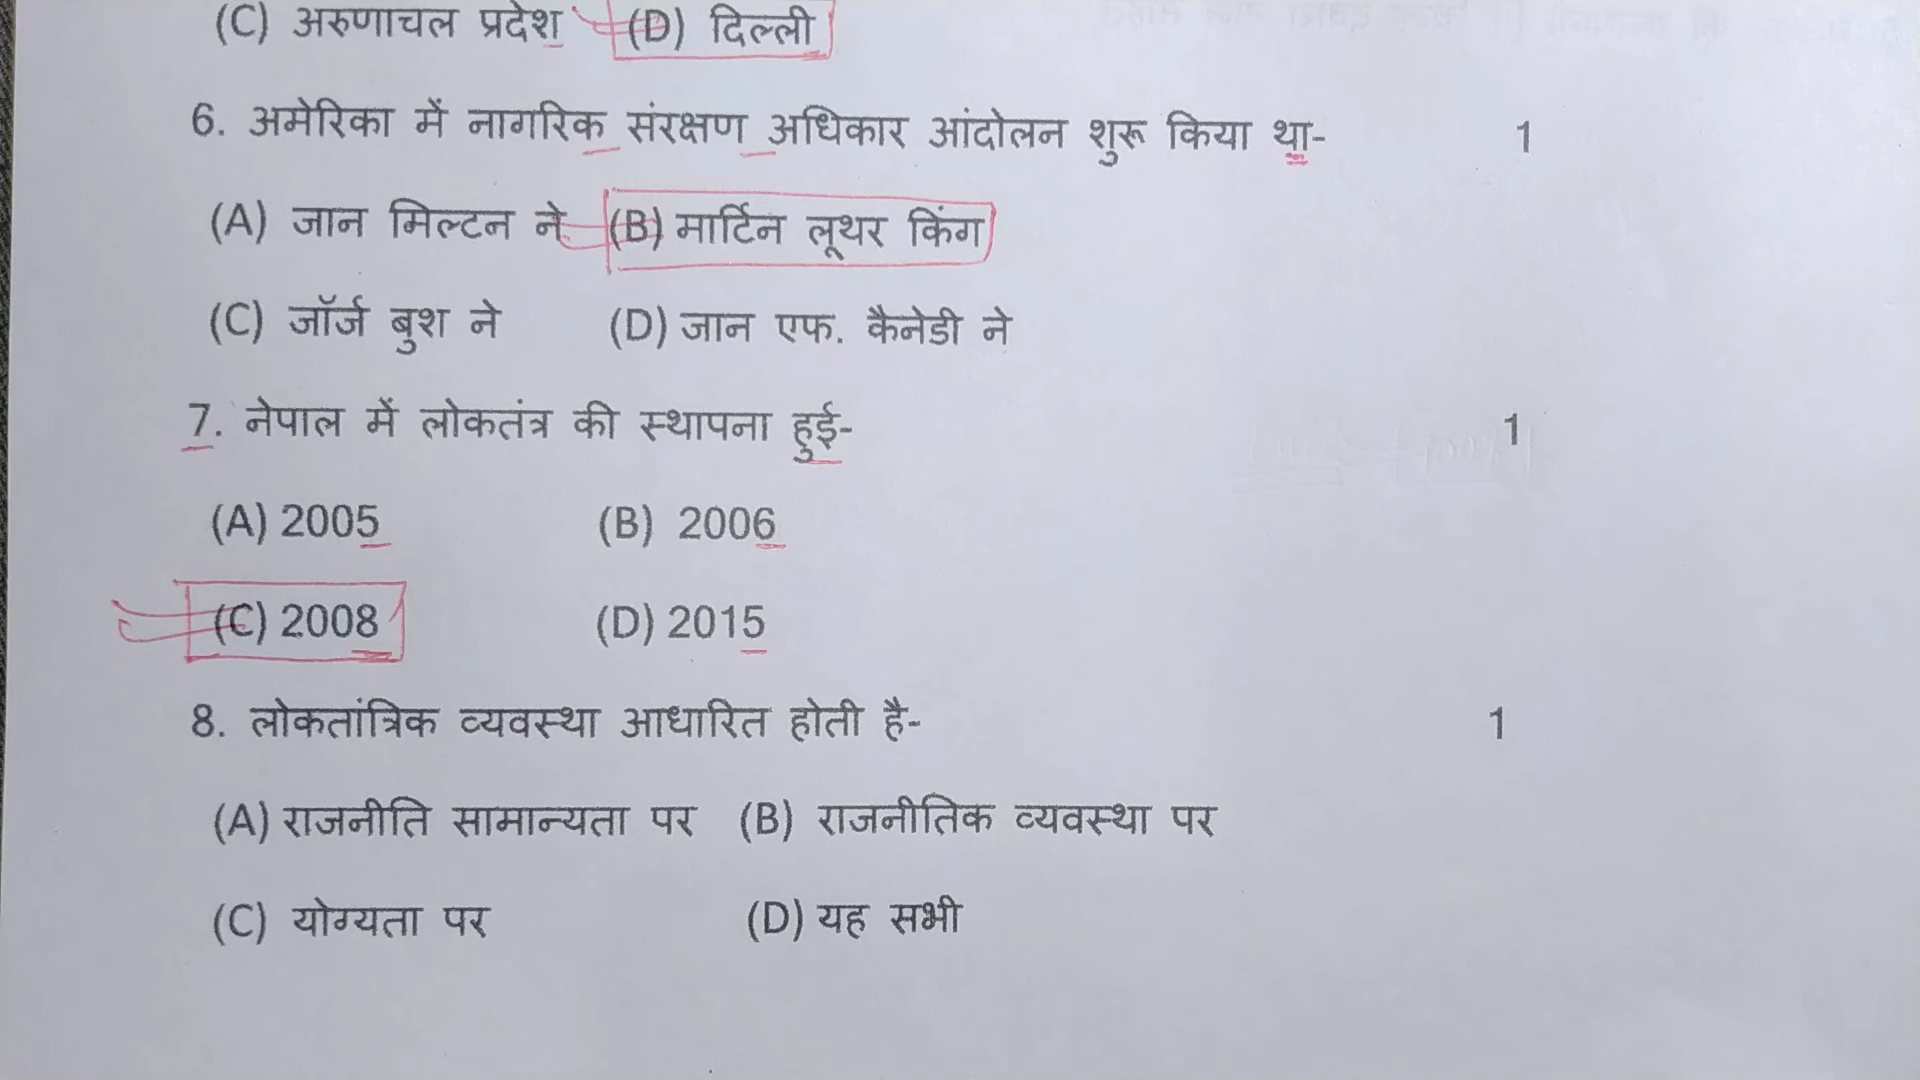 (C) अरुणाचल प्रदेश (D) दिल्ली
6. अमेरिका में नागरिक संरक्षण अधिकार आंदोलन शुरू किया था- 1
(A) जान मिल्टन ने (B) मार्टिन लूथर किंग
(C) जॉर्ज बुश ने (D) जान एफ. कैनेडी ने
7. नेपाल में लोकतंत्र की स्थापना हुई- 1
(A) 2005 (B) 2006
(C) 2008 (D) 2015
8. लोकतांत्रिक व्यवस्था आधारित होती है- 1
(A) राजनीति सामान्यता पर (B) राजनीतिक व्यवस्था पर
(C) योग्यता पर (D) यह सभी